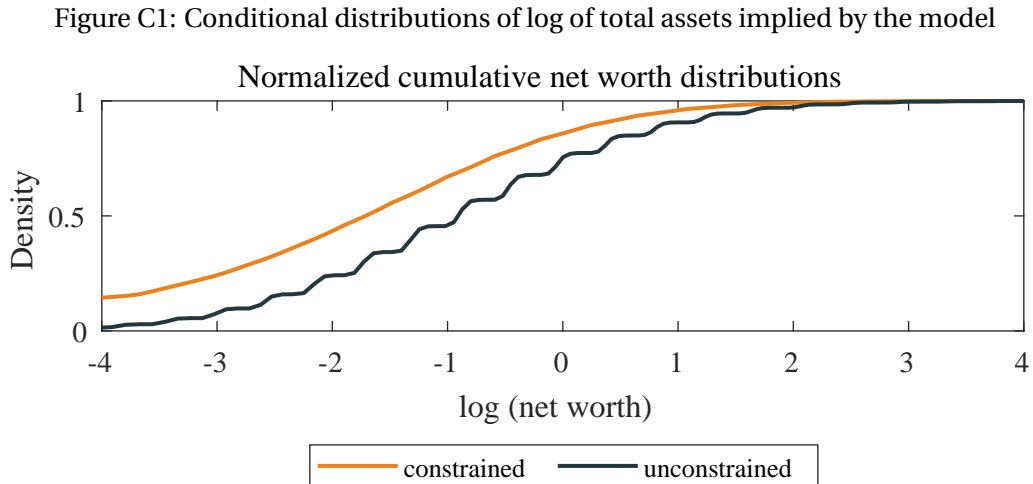 Figure C1: Conditional distributions of log of total assets implied by the model
Normalized cumulative net worth distributions
1
0.5
0
Density
-4 -3 -2 -1 0 1 2 3 4
log (net worth)
constrained unconstrained